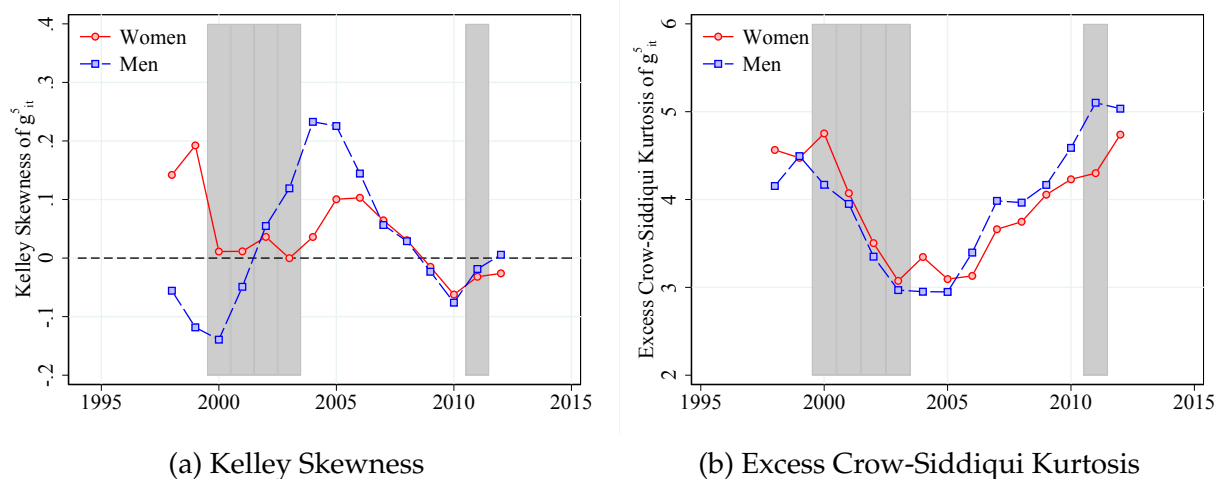 Kelley Skewness of g⁵ᵢₜ
.4
.3
.2
.1
0
-.1
-.2
Women
Men
1995 2000 2005 2010 2015
(a) Kelley Skewness
Excess Crow-Siddiqui Kurtosis of g⁵ᵢₜ
6
5
4
3
2
Women
Men
1995 2000 2005 2010 2015
(b) Excess Crow-Siddiqui Kurtosis